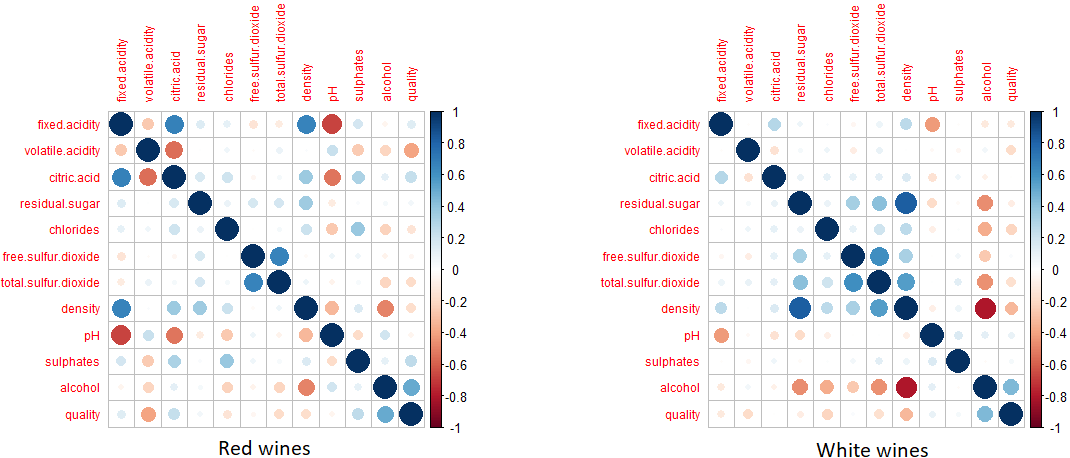 fixed.acidity
volatile.acidity
citric.acid
residual.sugar
chlorides
free.sulfur.dioxide
total.sulfur.dioxide
density
pH
sulphates
alcohol
quality
fixed.acidity
volatile.acidity
citric.acid
residual.sugar
chlorides
free.sulfur.dioxide
total.sulfur.dioxide
density
pH
sulphates
alcohol
quality
1
0.8
0.6
0.4
0.2
0
-0.2
-0.4
-0.6
-0.8
-1
Red wines
fixed.acidity
volatile.acidity
citric.acid
residual.sugar
chlorides
free.sulfur.dioxide
total.sulfur.dioxide
density
pH
sulphates
alcohol
quality
fixed.acidity
volatile.acidity
citric.acid
residual.sugar
chlorides
free.sulfur.dioxide
total.sulfur.dioxide
density
pH
sulphates
alcohol
quality
1
0.8
0.6
0.4
0.2
0
-0.2
-0.4
-0.6
-0.8
-1
White wines